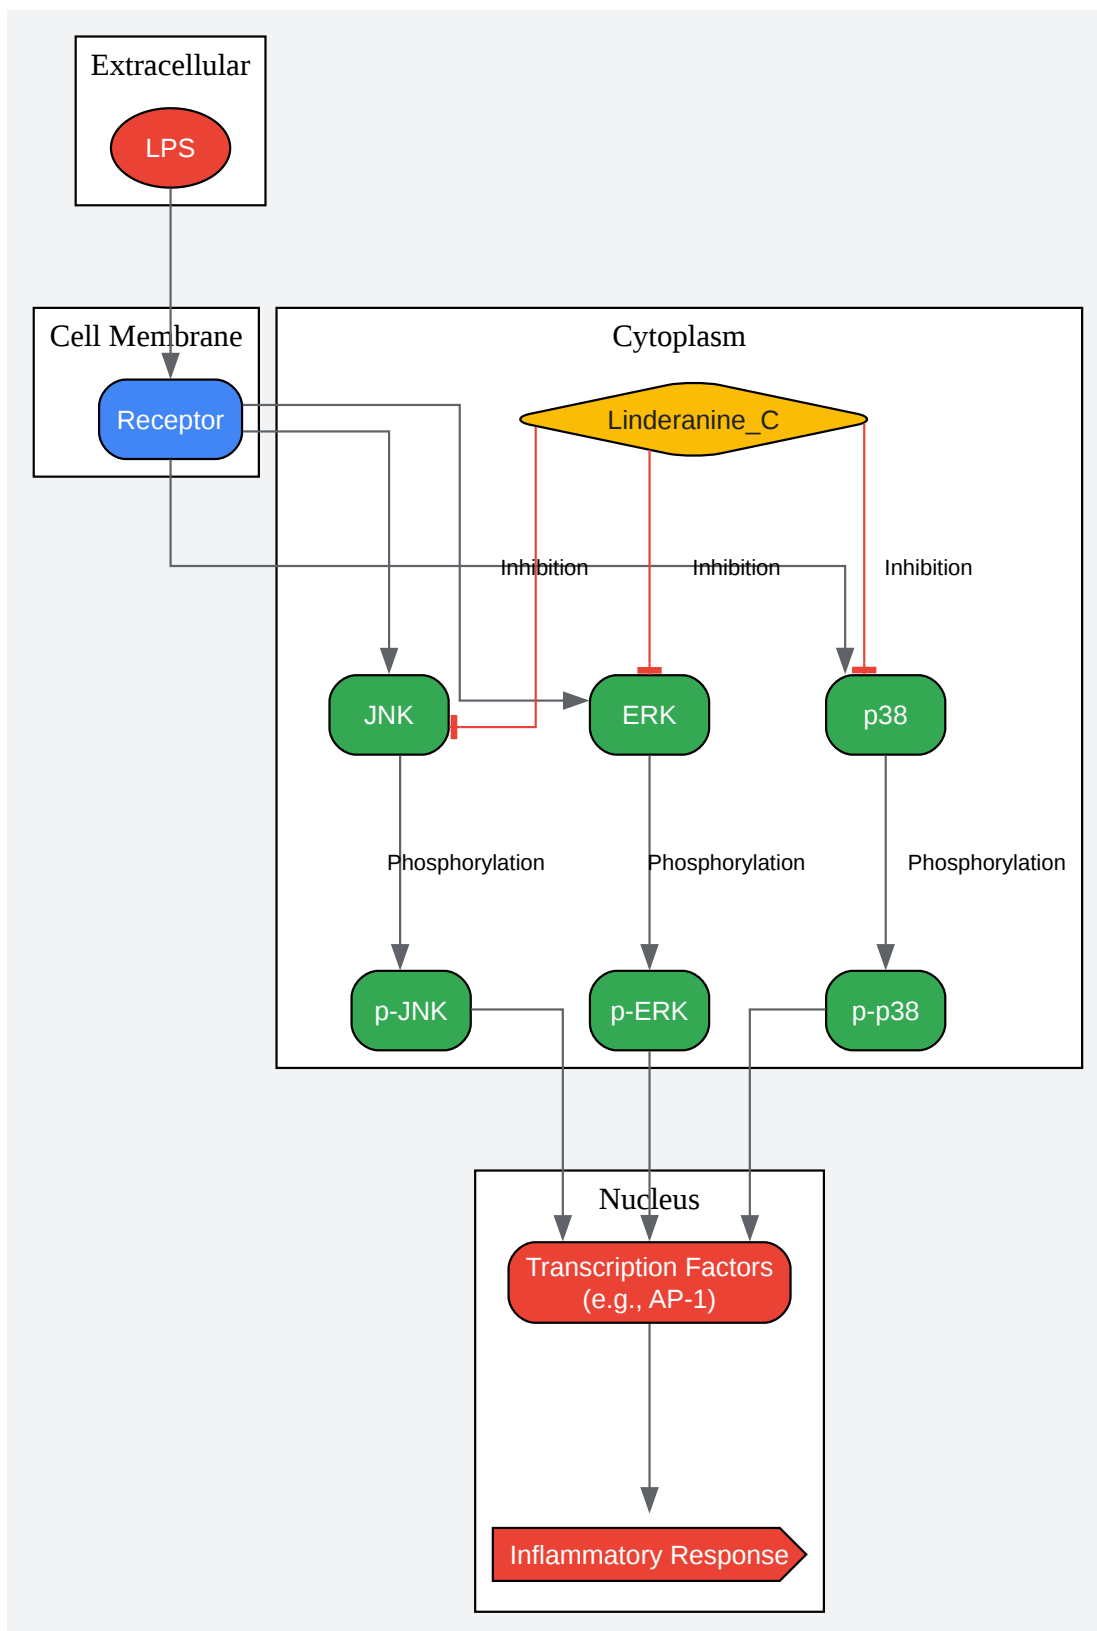 Extracellular
LPS
Cell Membrane
Cytoplasm
Receptor
Linderanine_C
Inhibition
Inhibition
Inhibition
JNK
ERK
p38
Phosphorylation
Phosphorylation
Phosphorylation
p-JNK
p-ERK
p-p38
Nucleus
Transcription Factors
(e.g., AP-1)
Inflammatory Response